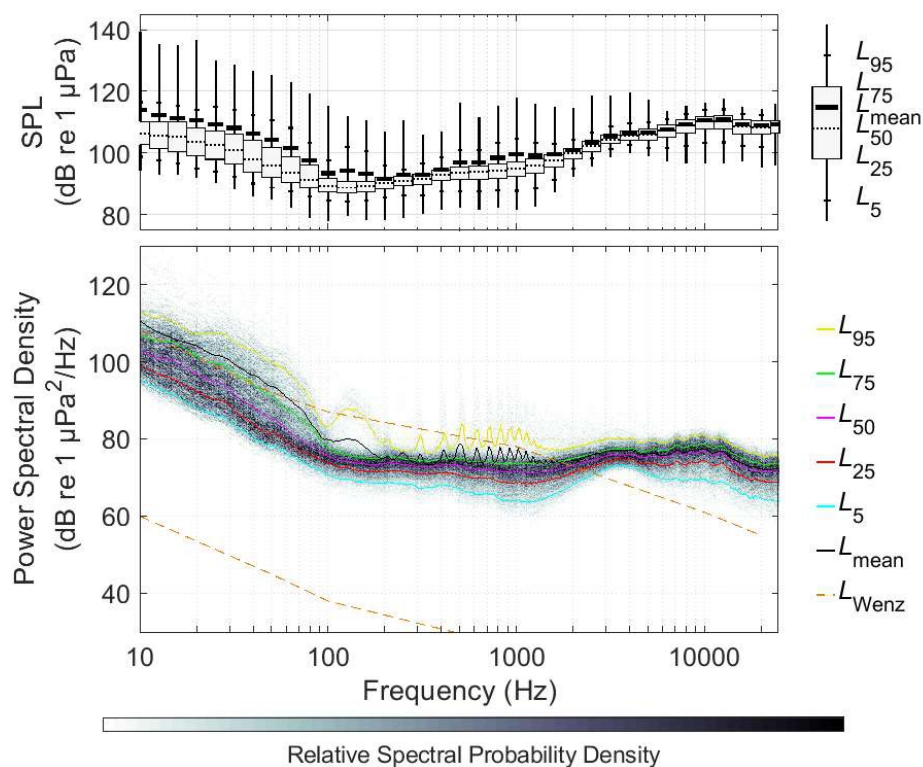 140
120
100
80
SPL
(dB re 1 µPa)
L95
L75
Lmean
L50
L25
L5
120
100
80
60
40
Power Spectral Density
(dB re 1 µPa²/Hz)
10
100
1000
10000
Frequency (Hz)
L95
L75
L50
L25
L5
Lmean
LWenz
Relative Spectral Probability Density